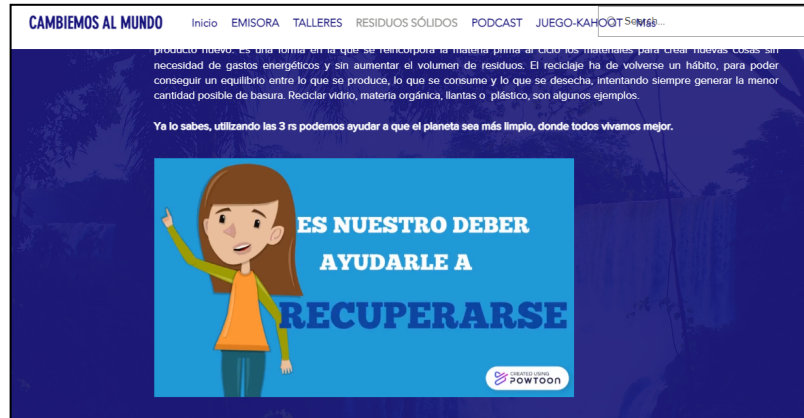 CAMBIEMOS AL MUNDO
Inicio EMISORA TALLERES RESIDUOS SÓLIDOS PODCAST JUEGO-KAHOOT Más
Search...
producto nuevo. Es una forma en la que se reincorpora la materia prima al ciclo los materiales para crear nuevas cosas sin
necesidad de gastos energéticos y sin aumentar el volumen de residuos. El reciclaje ha de volverse un hábito, para poder
conseguir un equilibrio entre lo que se produce, lo que se consume y lo que se desecha, intentando siempre generar la menor
cantidad posible de basura. Reciclar vidrio, materia orgánica, llantas o plástico, son algunos ejemplos.
Ya lo sabes, utilizando las 3 rs podemos ayudar a que el planeta sea más limpio, donde todos vivamos mejor.
ES NUESTRO DEBER
AYUDARLE A
RECUPERARSE
CREATED USING
POWTOON